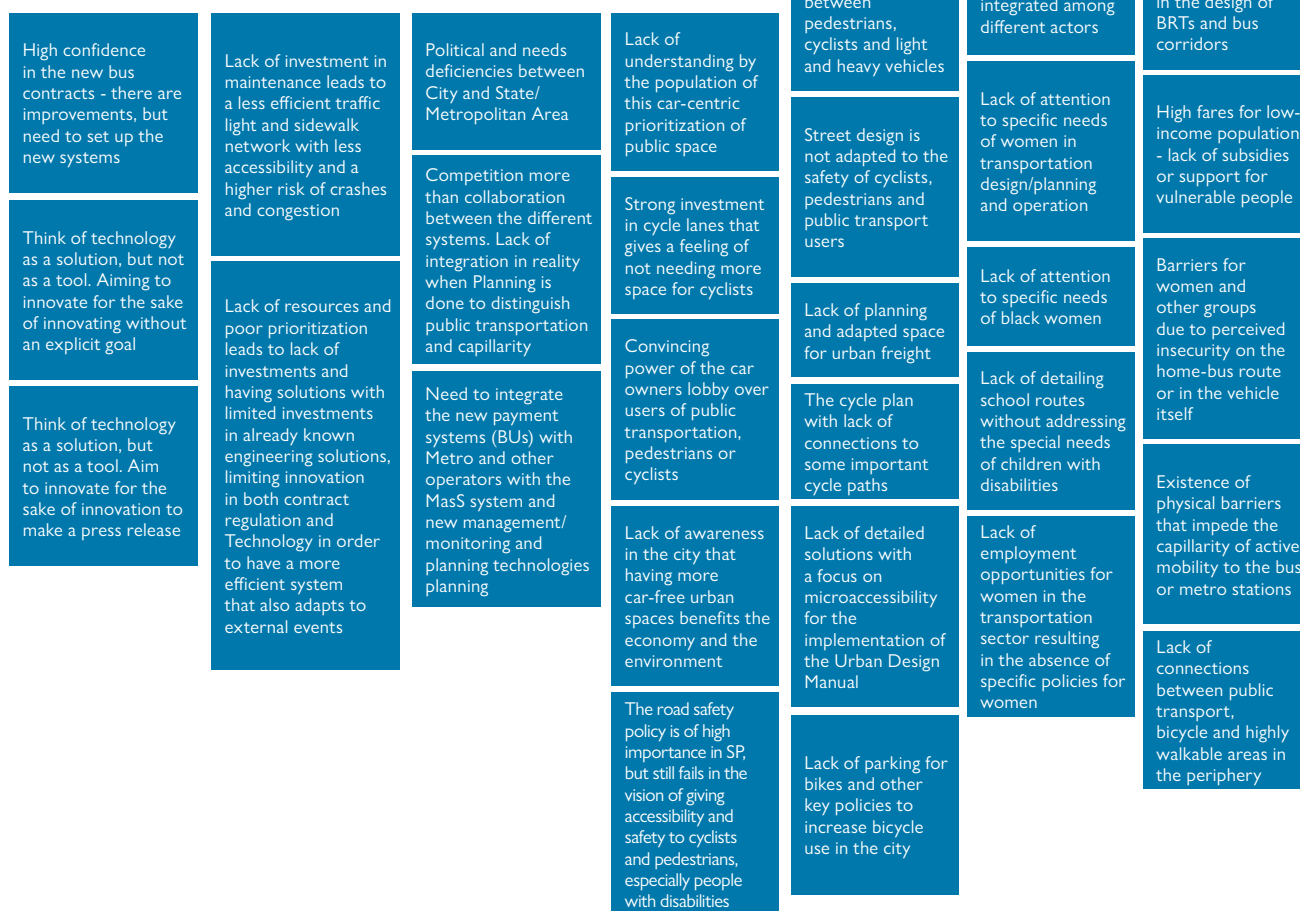 High confidence
in the new bus
contracts - there are
improvements, but
need to set up the
new systems
Think of technology
as a solution, but not
as a tool. Aiming to
innovate for the sake
of innovating without
an explicit goal
Think of technology
as a solution, but
not as a tool. Aim
to innovate for the
sake of innovation to
make a press release
Lack of investment in
maintenance leads to
a less efficient traffic
light and sidewalk
network with less
accessibility and a
higher risk of crashes
and congestion
Lack of resources and
poor prioritization
leads to lack of
investments and
having solutions with
limited investments
in already known
engineering solutions,
limiting innovation
in both contract
regulation and
Technology in order
to have a more
efficient system
that also adapts to
external events
Political and needs
deficiencies between
City and State/
Metropolitan Area
Competition more
than collaboration
between the different
systems. Lack of
integration in reality
when Planning is
done to distinguish
public transportation
and capillarity
Need to integrate
the new payment
systems (BUs) with
Metro and other
operators with the
MasS system and
new management/
monitoring and
planning technologies
planning
Lack of
understanding by
the population of
this car-centric
prioritization of
public space
Strong investment
in cycle lanes that
gives a feeling of
not needing more
space for cyclists
Convincing
power of the car
owners lobby over
users of public
transportation,
pedestrians or
cyclists
Lack of awareness
in the city that
having more
car-free urban
spaces benefits the
economy and the
environment
The road safety
policy is of high
importance in SP,
but still fails in the
vision of giving
accessibility and
safety to cyclists
and pedestrians,
especially people
with disabilities
between
pedestrians,
cyclists and light
and heavy vehicles
Street design is
not adapted to the
safety of cyclists,
pedestrians and
public transport
users
Lack of planning
and adapted space
for urban freight
The cycle plan
with lack of
connections to
some important
cycle paths
Lack of detailed
solutions with
a focus on
microaccessibility
for the
implementation of
the Urban Design
Manual
Lack of parking for
bikes and other
key policies to
increase bicycle
use in the city
integrated among
different actors
Lack of attention
to specific needs
of women in
transportation
design/planning
and operation
Lack of attention
to specific needs
of black women
Lack of detailing
school routes
without addressing
the special needs
of children with
disabilities
Lack of
employment
opportunities for
women in the
transportation
sector resulting
in the absence of
specific policies for
women
in the design of
BRTs and bus
corridors
High fares for low-
income population
- lack of subsidies
or support for
vulnerable people
Barriers for
women and
other groups
due to perceived
insecurity on the
home-bus route
or in the vehicle
itself
Existence of
physical barriers
that impede the
capillarity of active
mobility to the bus
or metro stations
Lack of
connections
between public
transport,
bicycle and highly
walkable areas in
the periphery